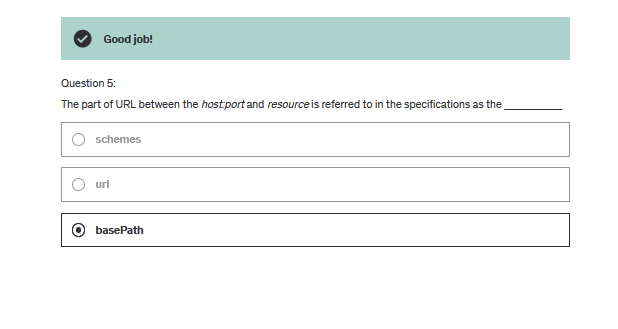 Good job!
Question 5:
The part of URL between the host:port and resource is referred to in the specifications as the __________
schemes
url
basePath